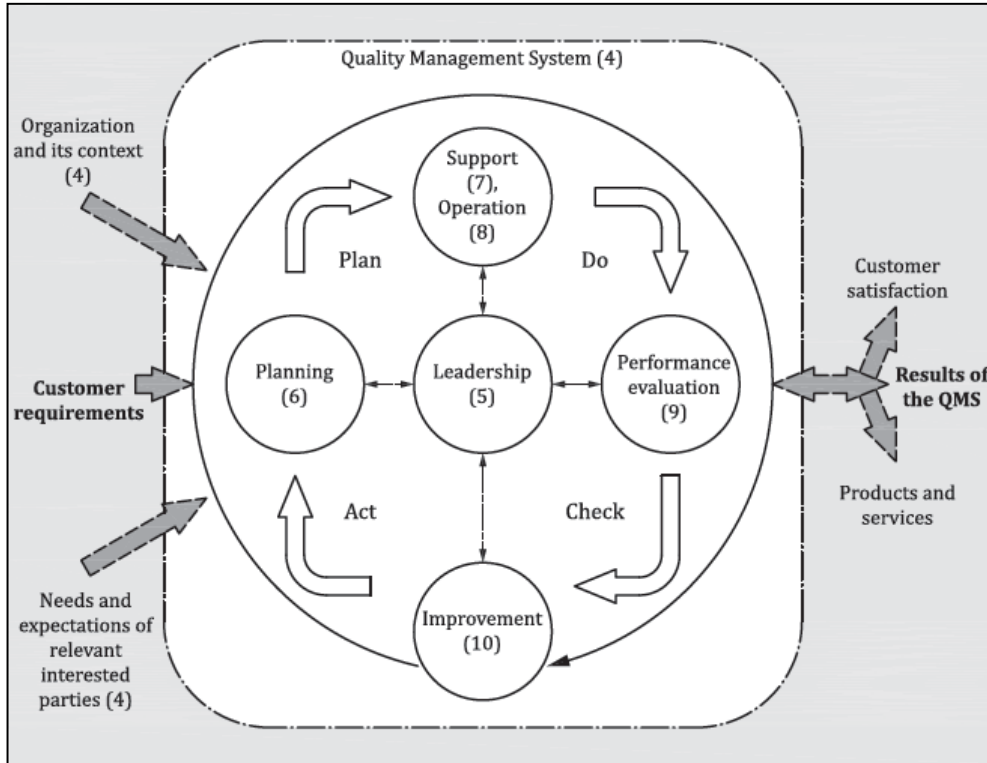 Quality Management System (4)
Organization
and its context
(4)
Support
(7),
Operation
(8)
Plan
Do
Customer
satisfaction
Customer
requirements
Planning
(6)
Leadership
(5)
Performance
evaluation
(9)
Results of
the QMS
Act
Check
Products and
services
Needs and
expectations of
relevant
interested
parties (4)
Improvement
(10)